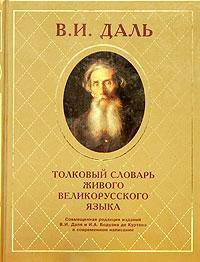 В.И. ДАЛЬ
ТОЛКОВЫЙ СЛОВАРЬ
ЖИВОГО
ВЕЛИКОРУССКОГО
ЯЗЫКА
Совмещенная редакция изданий
В.И. Даля и И.А. Бодуэна де Куртенэ
в современном написании